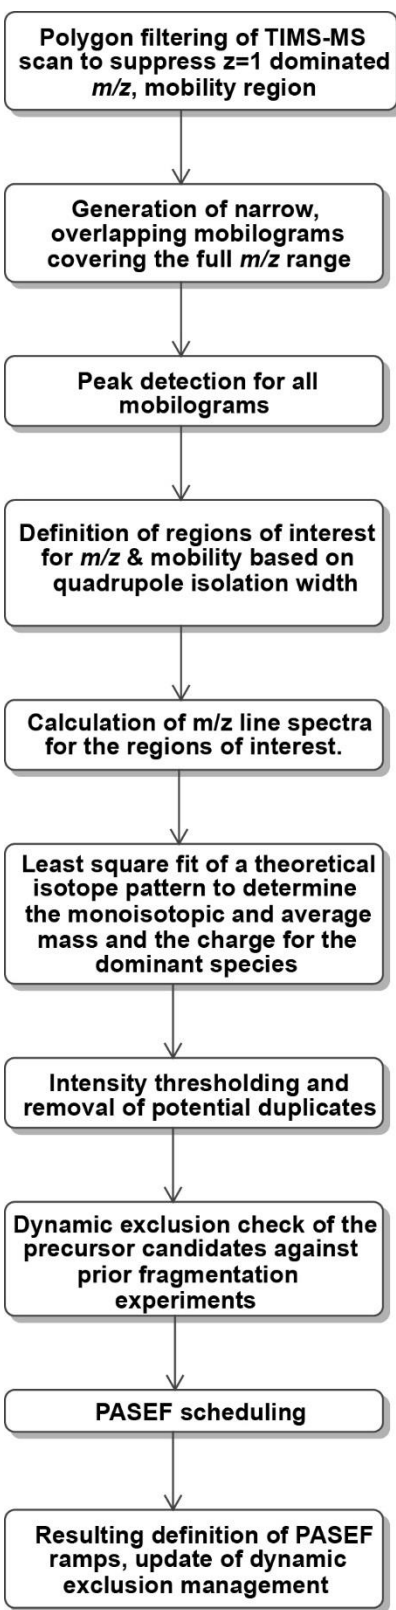 Polygon filtering of TIMS-MS
scan to suppress z=1 dominated
m/z, mobility region
Generation of narrow,
overlapping mobilograms
covering the full m/z range
Peak detection for all
mobilograms
Definition of regions of interest
for m/z & mobility based on
quadrupole isolation width
Calculation of m/z line spectra
for the regions of interest.
Least square fit of a theoretical
isotope pattern to determine
the monoisotopic and average
mass and the charge for the
dominant species
Intensity thresholding and
removal of potential duplicates
Dynamic exclusion check of the
precursor candidates against
prior fragmentation
experiments
PASEF scheduling
Resulting definition of PASEF
ramps, update of dynamic
exclusion management